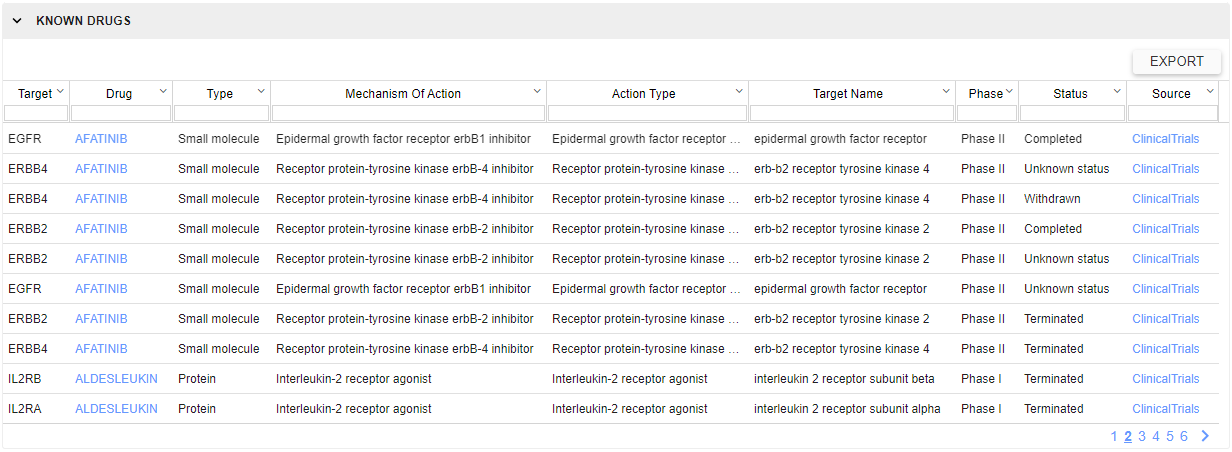 KNOWN DRUGS
EXPORT
Target Drug Type Mechanism Of Action Action Type Target Name Phase Status Source
EGFR AFATINIB Small molecule Epidermal growth factor receptor erbB1 inhibitor Epidermal growth factor receptor ... epidermal growth factor receptor Phase II Completed ClinicalTrials
ERBB4 AFATINIB Small molecule Receptor protein-tyrosine kinase erbB-4 inhibitor Receptor protein-tyrosine kinase ... erb-b2 receptor tyrosine kinase 4 Phase II Unknown status ClinicalTrials
ERBB4 AFATINIB Small molecule Receptor protein-tyrosine kinase erbB-4 inhibitor Receptor protein-tyrosine kinase ... erb-b2 receptor tyrosine kinase 4 Phase II Withdrawn ClinicalTrials
ERBB2 AFATINIB Small molecule Receptor protein-tyrosine kinase erbB-2 inhibitor Receptor protein-tyrosine kinase ... erb-b2 receptor tyrosine kinase 2 Phase II Completed ClinicalTrials
ERBB2 AFATINIB Small molecule Receptor protein-tyrosine kinase erbB-2 inhibitor Receptor protein-tyrosine kinase ... erb-b2 receptor tyrosine kinase 2 Phase II Unknown status ClinicalTrials
EGFR AFATINIB Small molecule Epidermal growth factor receptor erbB1 inhibitor Epidermal growth factor receptor ... epidermal growth factor receptor Phase II Unknown status ClinicalTrials
ERBB2 AFATINIB Small molecule Receptor protein-tyrosine kinase erbB-2 inhibitor Receptor protein-tyrosine kinase ... erb-b2 receptor tyrosine kinase 2 Phase II Terminated ClinicalTrials
ERBB4 AFATINIB Small molecule Receptor protein-tyrosine kinase erbB-4 inhibitor Receptor protein-tyrosine kinase ... erb-b2 receptor tyrosine kinase 4 Phase II Terminated ClinicalTrials
IL2RB ALDESLEUKIN Protein Interleukin-2 receptor agonist Interleukin-2 receptor agonist interleukin 2 receptor subunit beta Phase I Terminated ClinicalTrials
IL2RA ALDESLEUKIN Protein Interleukin-2 receptor agonist Interleukin-2 receptor agonist interleukin 2 receptor subunit alpha Phase I Terminated ClinicalTrials
1 2 3 4 5 6